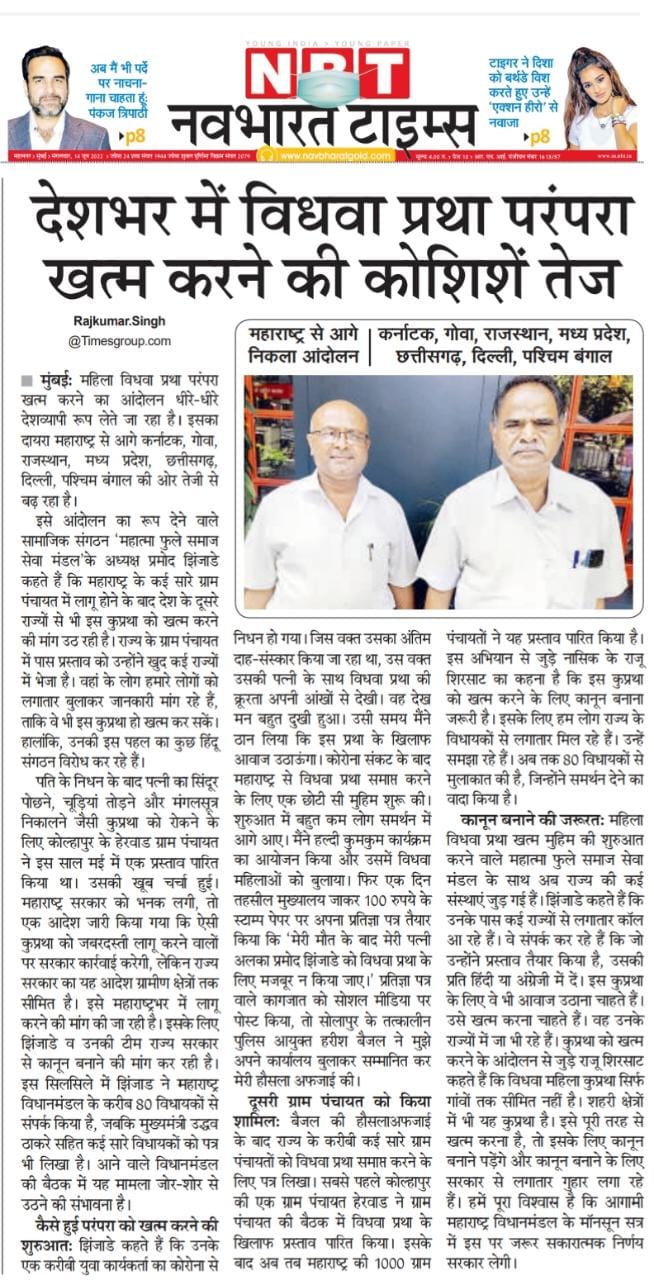 YOUNG INDIA > YOUNG PAPER
NBT
नवभारत टाइम्स
अब मैं भी पर्दे
पर नाचना-
गाना चाहता हूं:
पंकज त्रिपाठी
p8
टाइगर ने दिशा
को बर्थडे विश
करते हुए उन्हें
'एक्शन हीरो' से
नवाजा
p8
www.navbharatgold.com
देशभर में विधवा प्रथा परंपरा
खत्म करने की कोशिशें तेज
Rajkumar.Singh
@Timesgroup.com
महाराष्ट्र से आगे
निकला आंदोलन
कर्नाटक, गोवा, राजस्थान, मध्य प्रदेश,
छत्तीसगढ़, दिल्ली, पश्चिम बंगाल
मुंबई: महिला विधवा प्रथा परंपरा
खत्म करने का आंदोलन धीरे-धीरे
देशव्यापी रूप लेते जा रहा है। इसका
दायरा महाराष्ट्र से आगे कर्नाटक, गोवा,
राजस्थान, मध्य प्रदेश, छत्तीसगढ़,
दिल्ली, पश्चिम बंगाल की ओर तेजी से
बढ़ रहा है।
इसे आंदोलन का रूप देने वाले
सामाजिक संगठन 'महात्मा फुले समाज
सेवा मंडल'के अध्यक्ष प्रमोद झिंजाडे
कहते हैं कि महाराष्ट्र के कई सारे ग्राम
पंचायत में लागू होने के बाद देश के दूसरे
राज्यों से भी इस कुप्रथा को खत्म करने
की मांग उठ रही है। राज्य के ग्राम पंचायत
में पास प्रस्ताव को उन्होंने खुद कई राज्यों
में भेजा है। वहां के लोग हमारे लोगों को
लगातार बुलाकर जानकारी मांग रहे हैं,
ताकि वे भी इस कुप्रथा हो खत्म कर सकें।
हालांकि, उनकी इस पहल का कुछ हिंदू
संगठन विरोध कर रहे हैं।
पति के निधन के बाद पत्नी का सिंदूर
पोछने, चूड़ियां तोड़ने और मंगलसूत्र
निकालने जैसी कुप्रथा को रोकने के
लिए कोल्हापुर के हेरवाड ग्राम पंचायत
ने इस साल मई में एक प्रस्ताव पारित
किया था। उसकी खूब चर्चा हुई।
महाराष्ट्र सरकार को भनक लगी, तो
एक आदेश जारी किया गया कि ऐसी
कुप्रथा को जबरदस्ती लागू करने वालों
पर सरकार कार्रवाई करेगी, लेकिन राज्य
सरकार का यह आदेश ग्रामीण क्षेत्रों तक
सीमित है। इसे महाराष्ट्रभर में लागू
करने की मांग की जा रही है। इसके लिए
झिंजाडे व उनकी टीम राज्य सरकार
से कानून बनाने की मांग कर रही है।
इस सिलसिले में झिंजाड ने महाराष्ट्र
विधानमंडल के करीब 80 विधायकों से
संपर्क किया है, जबकि मुख्यमंत्री उद्धव
ठाकरे सहित कई सारे विधायकों को पत्र
भी लिखा है। आने वाले विधानमंडल
की बैठक में यह मामला जोर-शोर से
उठने की संभावना है।
कैसे हुई परंपरा को खत्म करने की
शुरुआत: झिंजाडे कहते हैं कि उनके
एक करीबी युवा कार्यकर्ता का कोरोना से
निधन हो गया। जिस वक्त उसका अंतिम
दाह-संस्कार किया जा रहा था, उस वक्त
उसकी पत्नी के साथ विधवा प्रथा की
क्रूरता अपनी आंखों से देखी। वह देख
मन बहुत दुखी हुआ। उसी समय मैंने
ठान लिया कि इस प्रथा के खिलाफ
आवाज उठाऊंगा। कोरोना संकट के बाद
महाराष्ट्र से विधवा प्रथा समाप्त करने
के लिए एक छोटी सी मुहिम शुरू की।
शुरुआत में बहुत कम लोग समर्थन में
आगे आए। मैंने हल्दी कुमकुम कार्यक्रम
का आयोजन किया और उसमें विधवा
महिलाओं को बुलाया। फिर एक दिन
तहसील मुख्यालय जाकर 100 रुपये के
स्टाम्प पेपर पर अपना प्रतिज्ञा पत्र तैयार
किया कि 'मेरी मौत के बाद मेरी पत्नी
अलका प्रमोद झिंजाडे को विधवा प्रथा के
लिए मजबूर न किया जाए।' प्रतिज्ञा पत्र
वाले कागजात को सोशल मीडिया पर
पोस्ट किया, तो सोलापुर के तत्कालीन
पुलिस आयुक्त हरीश बैजल ने मुझे
अपने कार्यालय बुलाकर सम्मानित कर
मेरी हौसला अफजाई की।
दूसरी ग्राम पंचायत को किया
शामिल: बैजल की हौसलाअफजाई
के बाद राज्य के करीबी कई सारे ग्राम
पंचायतों को विधवा प्रथा समाप्त करने के
लिए पत्र लिखा। सबसे पहले कोल्हापुर
की एक ग्राम पंचायत हेरवाड ने ग्राम
पंचायत की बैठक में विधवा प्रथा के
खिलाफ प्रस्ताव पारित किया। इसके
बाद अब तब महाराष्ट्र की 1000 ग्राम
पंचायतों ने यह प्रस्ताव पारित किया है।
इस अभियान से जुड़े नासिक के राजू
शिरसाट का कहना है कि इस कुप्रथा
को खत्म करने के लिए कानून बनाना
जरूरी है। इसके लिए हम लोग राज्य के
विधायकों से लगातार मिल रहे हैं। उन्हें
समझा रहे हैं। अब तक 80 विधायकों से
मुलाकात की है, जिन्होंने समर्थन देने का
वादा किया है।
कानून बनाने की जरूरत: महिला
विधवा प्रथा खत्म मुहिम की शुरुआत
करने वाले महात्मा फुले समाज सेवा
मंडल के साथ अब राज्य की कई
संस्थाएं जुड़ गई हैं। झिंजाडे कहते हैं कि
उनके पास कई राज्यों से लगातार कॉल
आ रहे हैं। वे संपर्क कर रहे हैं कि जो
उन्होंने प्रस्ताव तैयार किया है, उसकी
प्रति हिंदी या अंग्रेजी में दें। इस कुप्रथा
के लिए वे भी आवाज उठाना चाहते हैं।
उसे खत्म करना चाहते हैं। वह उनके
राज्यों में जा भी रहे हैं। कुप्रथा को खत्म
करने के आंदोलन से जुड़े राजू शिरसाट
कहते हैं कि विधवा महिला कुप्रथा सिर्फ
गांवों तक सीमित नहीं है। शहरी क्षेत्रों
में भी यह कुप्रथा है। इसे पूरी तरह से
खत्म करना है, तो इसके लिए कानून
बनाने पड़ेंगे और कानून बनाने के लिए
सरकार से लगातार गुहार लगा रहे
हैं। हमें पूरा विश्वास है कि आगामी
महाराष्ट्र विधानमंडल के मॉनसून सत्र
में इस पर जरूर सकारात्मक निर्णय
सरकार लेगी।